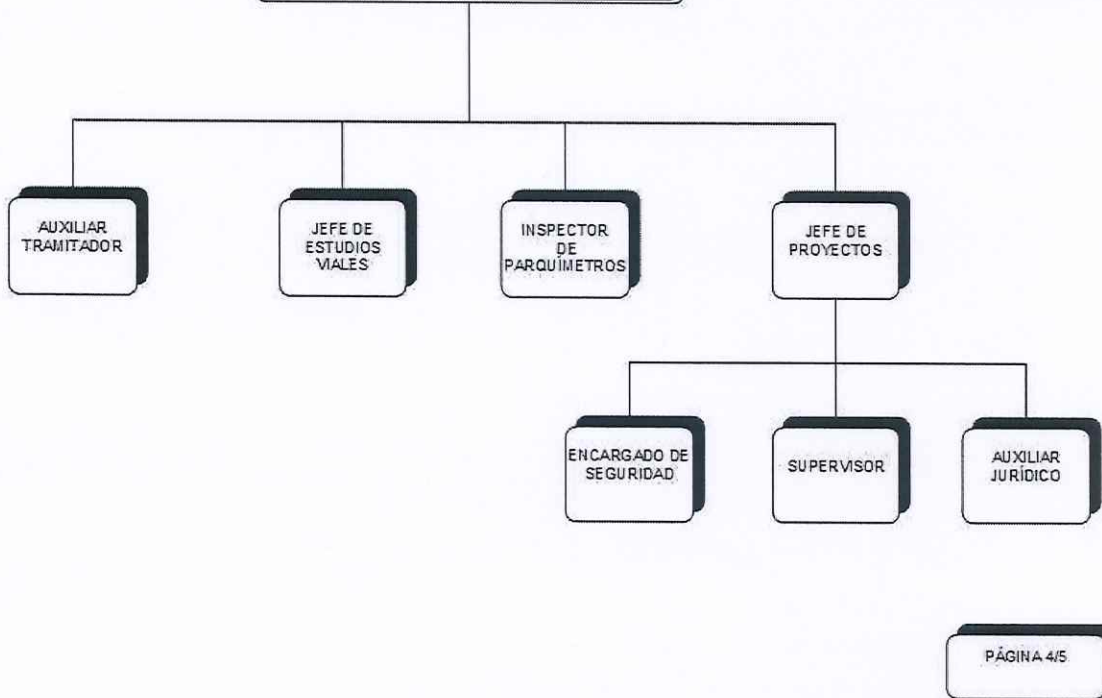 AUXILIAR
TRAMITADOR
JEFE DE
ESTUDIOS
VIALES
INSPECTOR
DE
PARQUÍMETROS
JEFE DE
PROYECTOS
ENCARGADO DE
SEGURIDAD
SUPERVISOR
AUXILIAR
JURÍDICO
PÁGINA 4/5